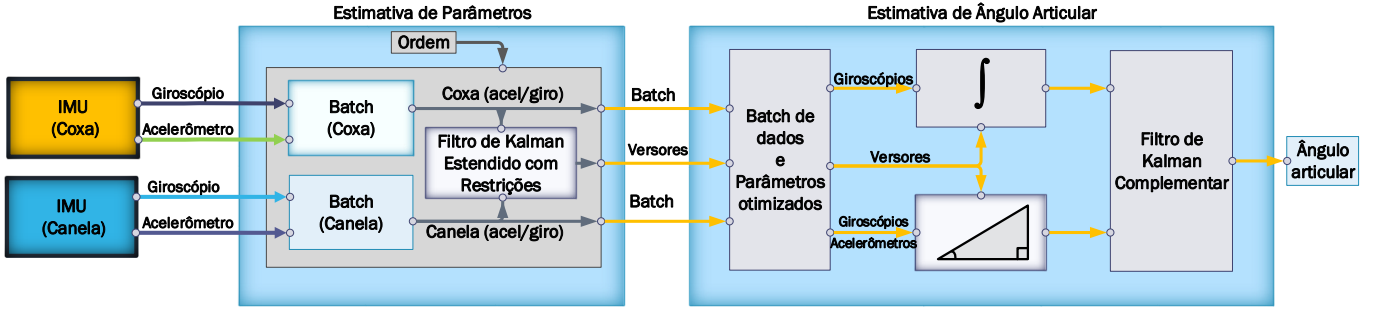 Estimativa de Parâmetros
Estimativa de Ângulo Articular
Ordem
IMU
(Coxa)
Giroscópio
Acelerômetro
Batch
(Coxa)
Coxa (acel/giro)
Filtro de Kalman
Estendido com
Restrições
IMU
(Canela)
Giroscópio
Acelerômetro
Batch
(Canela)
Canela (acel/giro)
Batch
Versores
Batch
Batch de
dados
e
Parâmetros
otimizados
Giroscópios
∫
Versores
Giroscópios
Acelerômetros
Filtro de
Kalman
Complementar
Ângulo
articular